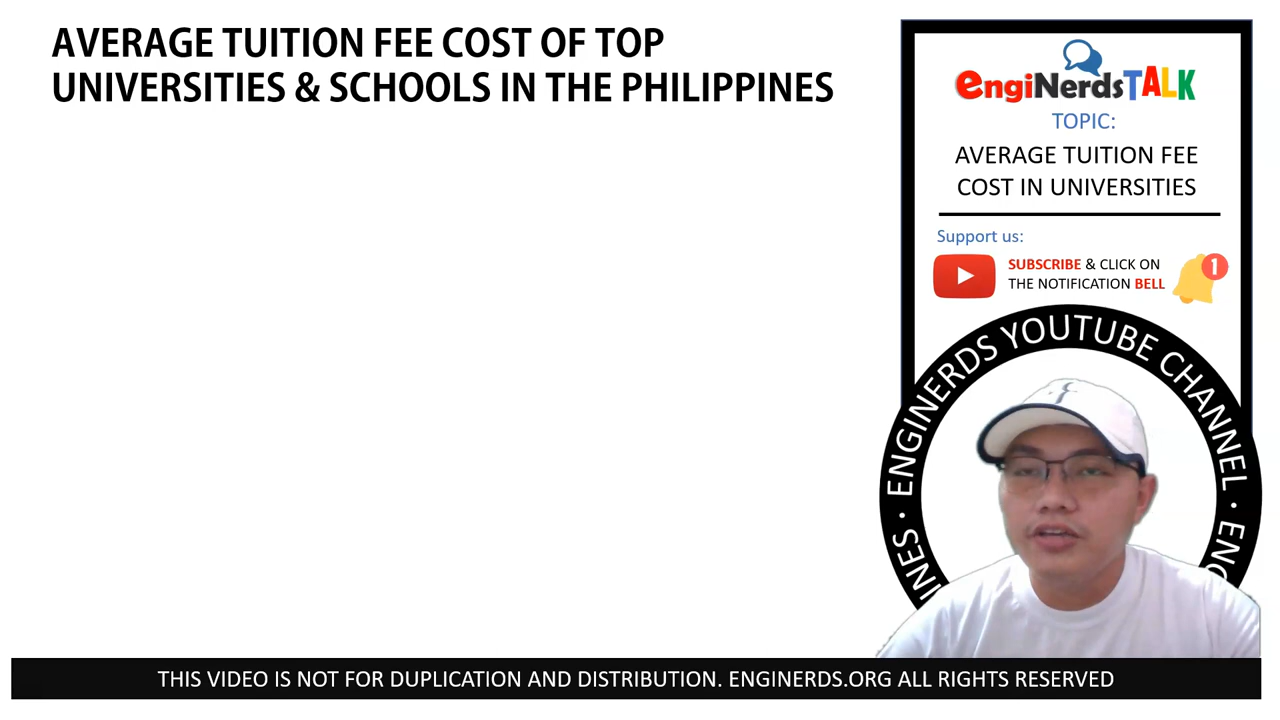 AVERAGE TUITION FEE COST OF TOP
UNIVERSITIES & SCHOOLS IN THE PHILIPPINES
engiNerdsTALK
TOPIC:
AVERAGE TUITION FEE
COST IN UNIVERSITIES
Support us:
SUBSCRIBE & CLICK ON
THE NOTIFICATION BELL
1
· ENGINERDS YOUTUBE CHANNEL ·
THIS VIDEO IS NOT FOR DUPLICATION AND DISTRIBUTION. ENGINERDS.ORG ALL RIGHTS RESERVED